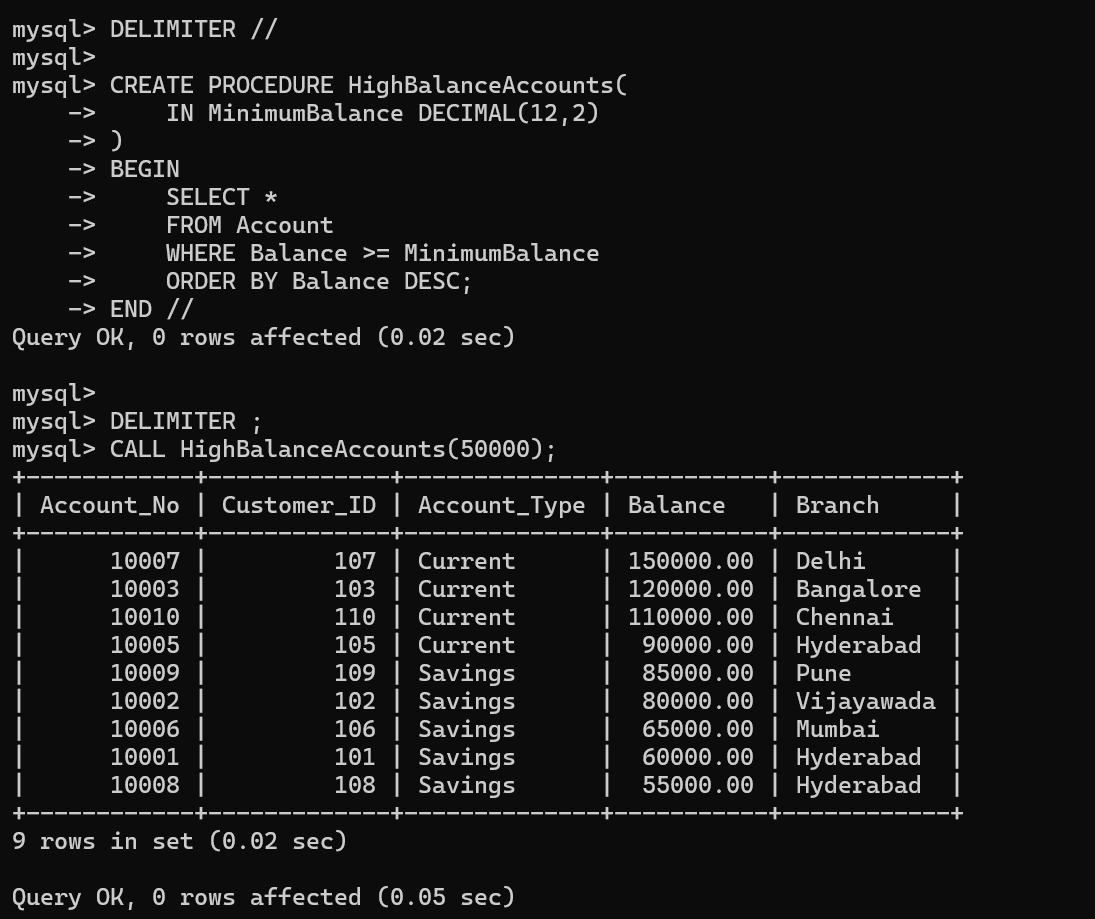 mysql> DELIMITER //
mysql>
mysql> CREATE PROCEDURE HighBalanceAccounts(
    ->     IN MinimumBalance DECIMAL(12,2)
    -> )
    -> BEGIN
    ->     SELECT *
    ->     FROM Account
    ->     WHERE Balance >= MinimumBalance
    ->     ORDER BY Balance DESC;
    -> END //
Query OK, 0 rows affected (0.02 sec)

mysql>
mysql> DELIMITER ;
mysql> CALL HighBalanceAccounts(50000);
+------------+-------------+--------------+-----------+------------+
| Account_No | Customer_ID | Account_Type | Balance   | Branch     |
+------------+-------------+--------------+-----------+------------+
|      10007 |         107 | Current      | 150000.00 | Delhi      |
|      10003 |         103 | Current      | 120000.00 | Bangalore  |
|      10010 |         110 | Current      | 110000.00 | Chennai    |
|      10005 |         105 | Current      |  90000.00 | Hyderabad  |
|      10009 |         109 | Savings      |  85000.00 | Pune       |
|      10002 |         102 | Savings      |  80000.00 | Vijayawada |
|      10006 |         106 | Savings      |  65000.00 | Mumbai     |
|      10001 |         101 | Savings      |  60000.00 | Hyderabad  |
|      10008 |         108 | Savings      |  55000.00 | Hyderabad  |
+------------+-------------+--------------+-----------+------------+
9 rows in set (0.02 sec)

Query OK, 0 rows affected (0.05 sec)